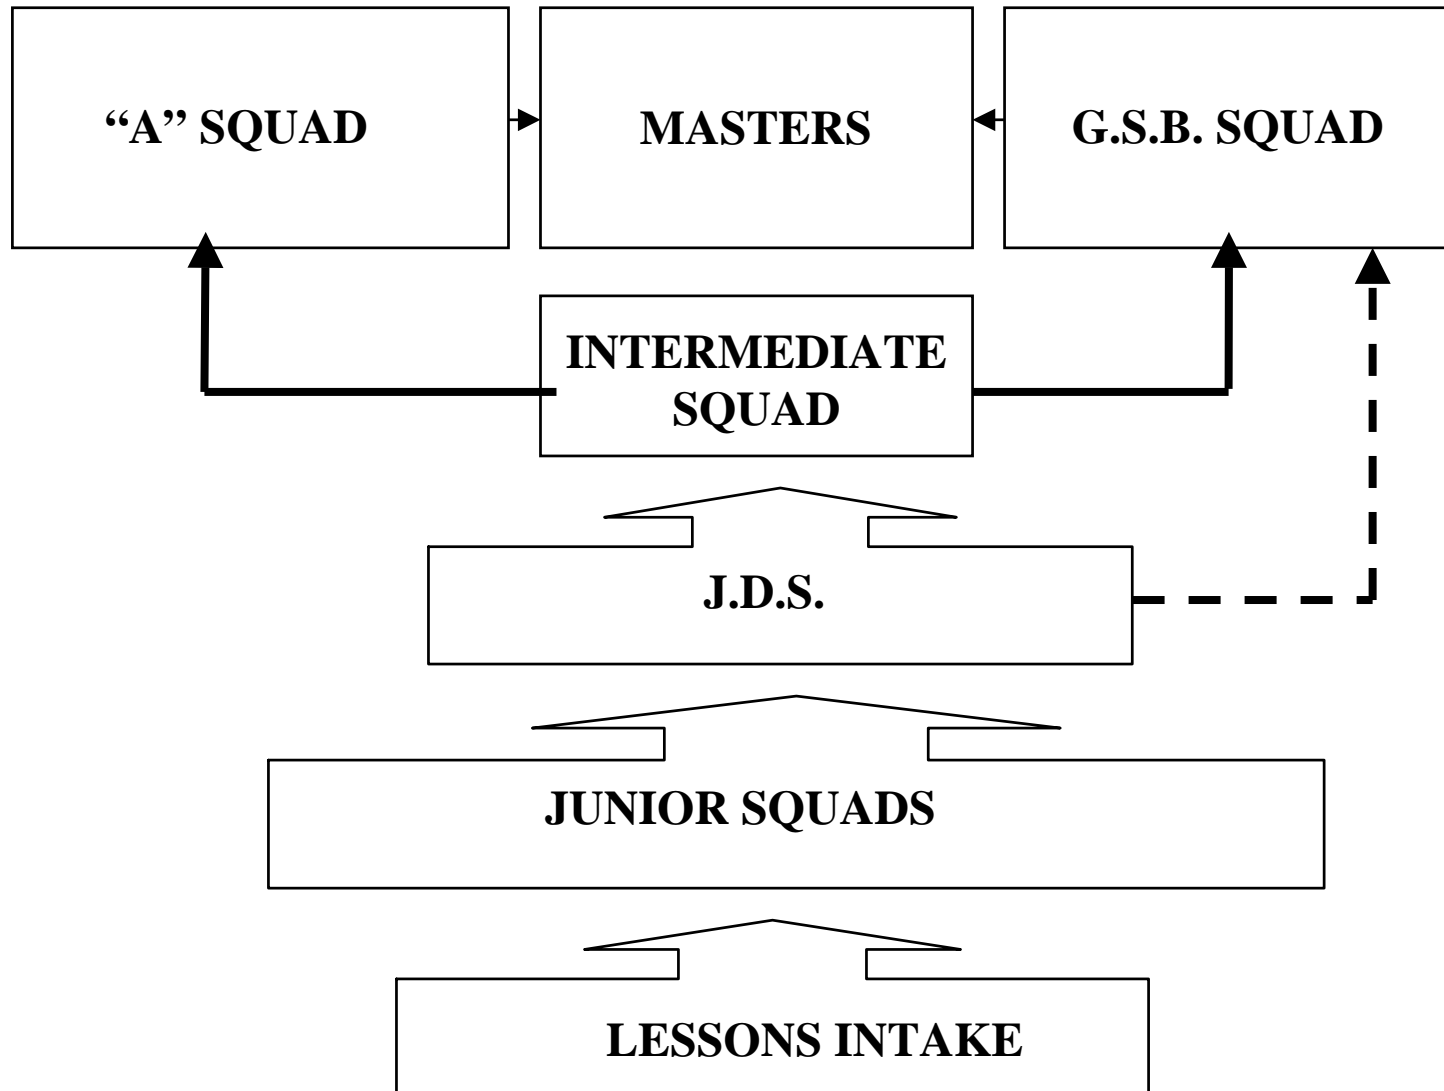 “A” SQUAD
MASTERS
G.S.B. SQUAD
INTERMEDIATE
SQUAD
J.D.S.
JUNIOR SQUADS
LESSONS INTAKE